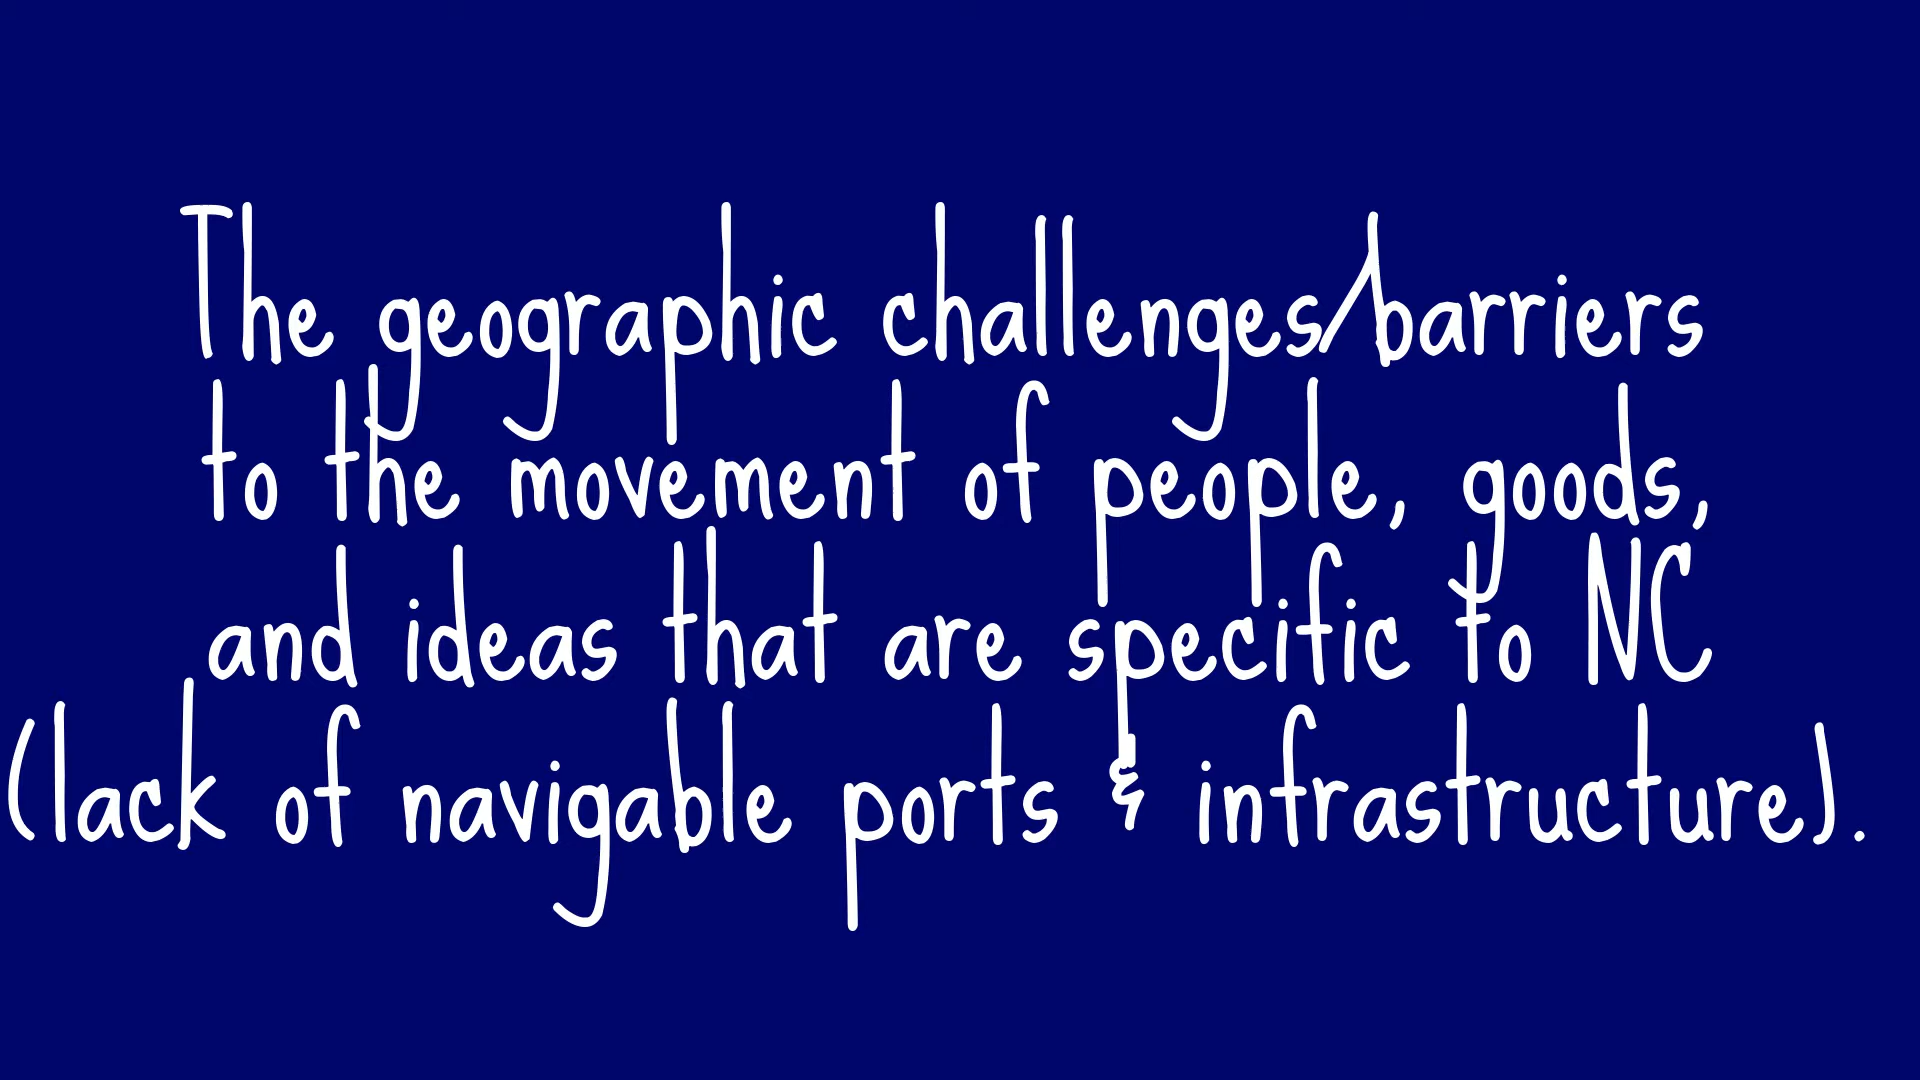 The geographic challenges/barriers
to the movement of people, goods,
and ideas that are specific to NC
(lack of navigable ports & infrastructure).